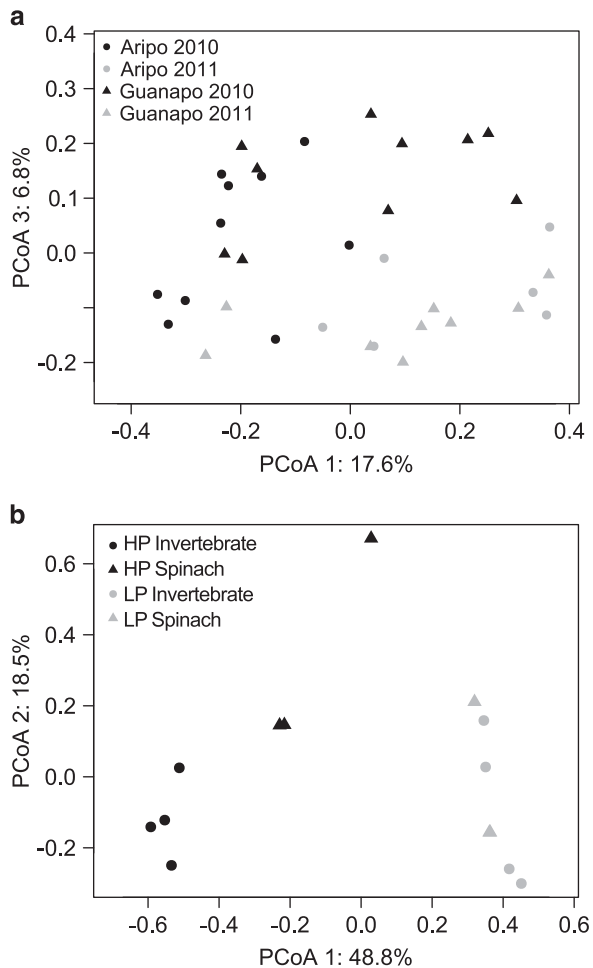 a
0.4
0.3
0.2
0.1
0.0
-0.2
PCoA 3: 6.8%
Aripo 2010
Aripo 2011
Guanapo 2010
Guanapo 2011
-0.4
-0.2
0.0
0.2
0.4
PCoA 1: 17.6%
b
0.6
0.4
0.2
0.0
-0.2
PCoA 2: 18.5%
HP Invertebrate
HP Spinach
LP Invertebrate
LP Spinach
-0.6
-0.4
-0.2
0.0
0.2
0.4
0.6
PCoA 1: 48.8%